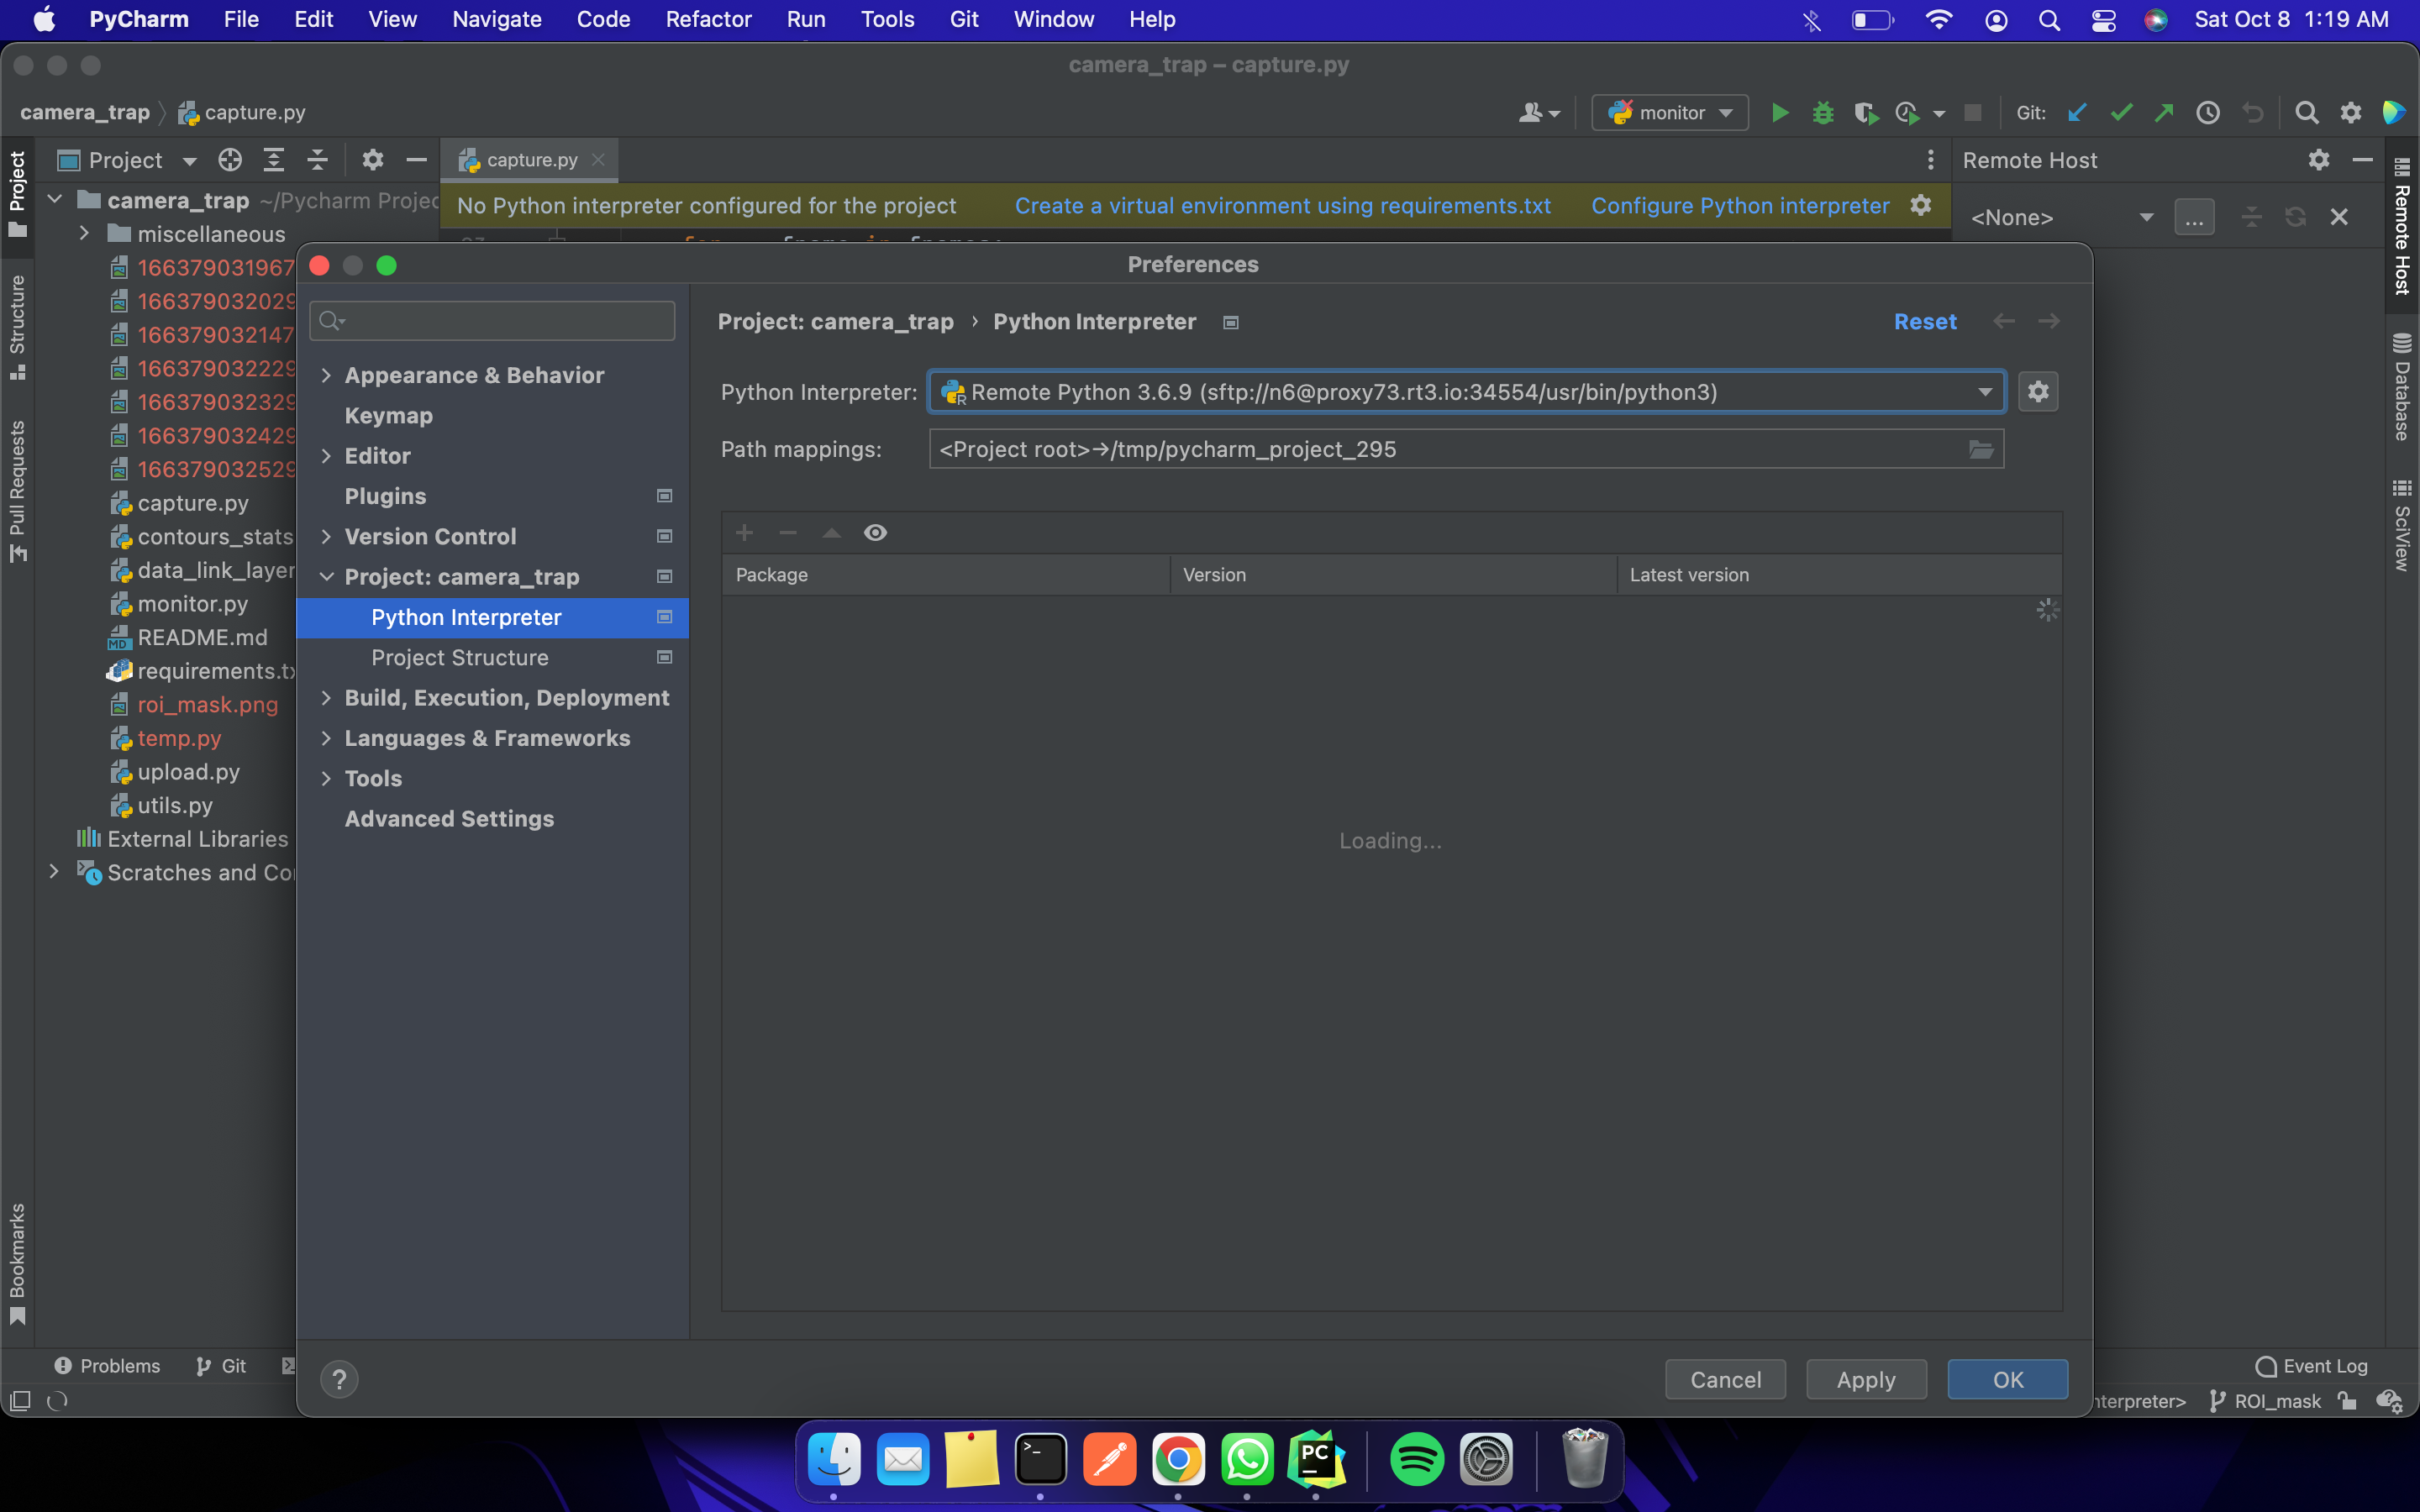 PyCharm File Edit View Navigate Code Refactor Run Tools Git Window Help Sat Oct 8 1:19 AM
camera_trap – capture.py
camera_trap capture.py monitor Git:
Project capture.py Remote Host
camera_trap ~/Pycharm Projec
No Python interpreter configured for the project Create a virtual environment using requirements.txt Configure Python interpreter
<None> ...
miscellaneous
166379031967
166379032029
166379032147
166379032229
166379032329
166379032429
166379032529
capture.py
contours_stats
data_link_layer
monitor.py
README.md
requirements.tx
roi_mask.png
temp.py
upload.py
utils.py
External Libraries
Scratches and Co
Project
Structure
Pull Requests
Bookmarks
Preferences
Appearance & Behavior
Keymap
Editor
Plugins
Version Control
Project: camera_trap
Python Interpreter
Project Structure
Build, Execution, Deployment
Languages & Frameworks
Tools
Advanced Settings
Project: camera_trap › Python Interpreter Reset
Python Interpreter: Remote Python 3.6.9 (sftp://n6@proxy73.rt3.io:34554/usr/bin/python3)
Path mappings: <Project root>→/tmp/pycharm_project_295
Package Version Latest version
Loading...
? Cancel Apply OK
Remote Host
Database
SciView
Problems Git Event Log
nterpreter> ROI_mask
PC